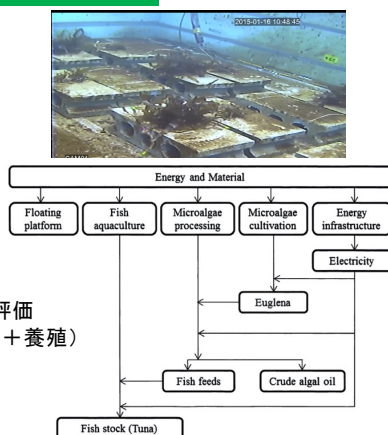 2015-01-16 10:48:45
Energy and Material
Floating platform
Fish aquaculture
Microalgae processing
Microalgae cultivation
Energy infrastructure
Electricity
Euglena
評価
＋養殖）
Fish feeds
Crude algal oil
Fish stock (Tuna)